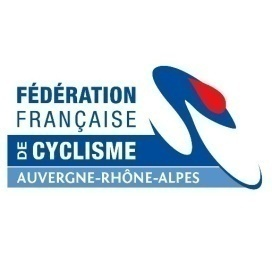 FÉDÉRATION
FRANÇAISE
DE CYCLISME
AUVERGNE-RHÔNE-ALPES